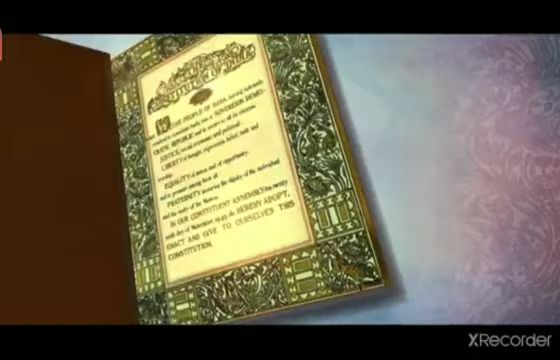 WE, THE PEOPLE OF INDIA, having solemnly
resolved to constitute India into a SOVEREIGN DEMO-
CRATIC REPUBLIC and to secure to all its citizens
JUSTICE, social, economic and political;
LIBERTY of thought, expression, belief, faith and
worship;
EQUALITY of status and of opportunity;
and to promote among them all
FRATERNITY assuring the dignity of the individual
and the unity of the Nation;
IN OUR CONSTITUENT ASSEMBLY this twenty
sixth day of November, 1949, do HEREBY ADOPT,
ENACT AND GIVE TO OURSELVES THIS
CONSTITUTION.
XRecorder